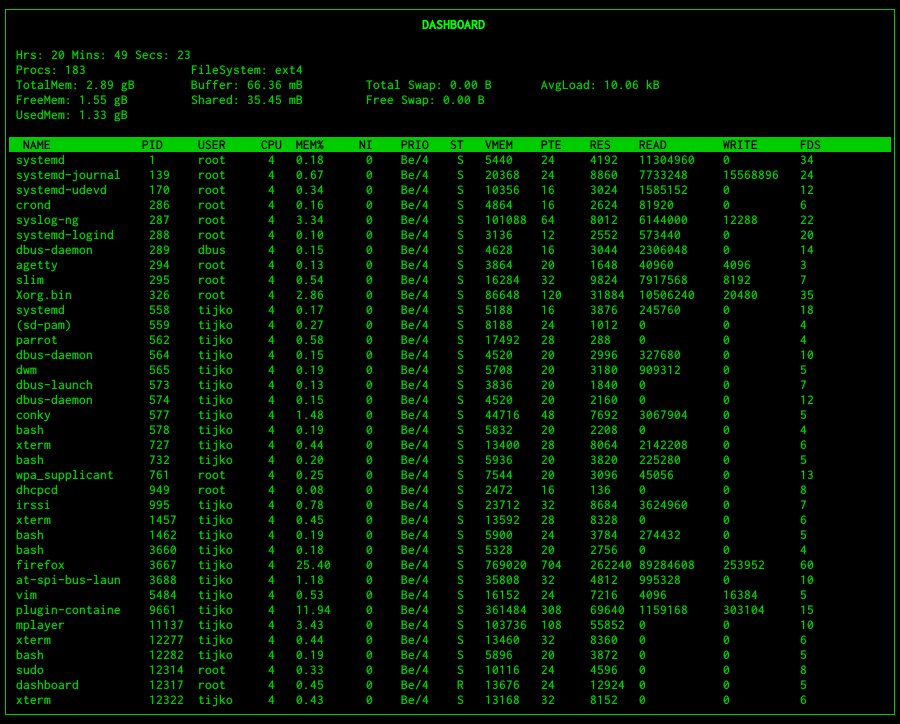 DASHBOARD
Hrs: 20 Mins: 49 Secs: 23
Procs: 183 FileSystem: ext4
TotalMem: 2.89 gB Buffer: 66.36 mB Total Swap: 0.00 B AvgLoad: 10.06 kB
FreeMem: 1.55 gB Shared: 35.45 mB Free Swap: 0.00 B
UsedMem: 1.33 gB
NAME PID USER CPU MEM% NI PRIO ST VMEM PTE RES READ WRITE FDS
systemd 1 root 4 0.18 0 Be/4 S 5440 24 4192 11304960 0 34
systemd-journal 139 root 4 0.67 0 Be/4 S 20368 24 8860 7733248 15568896 24
systemd-udevd 170 root 4 0.34 0 Be/4 S 10356 16 3024 1585152 0 12
crond 286 root 4 0.16 0 Be/4 S 4864 16 2624 81920 0 6
syslog-ng 287 root 4 3.34 0 Be/4 S 101088 64 8012 6144000 12288 22
systemd-logind 288 root 4 0.10 0 Be/4 S 3136 12 2552 573440 0 20
dbus-daemon 289 dbus 4 0.15 0 Be/4 S 4628 16 3044 2306048 0 14
agetty 294 root 4 0.13 0 Be/4 S 3864 20 1648 40960 4096 3
slim 295 root 4 0.54 0 Be/4 S 16284 32 9824 7917568 8192 7
Xorg.bin 326 root 4 2.86 0 Be/4 S 86648 120 31884 10506240 20480 35
systemd 558 tijko 4 0.17 0 Be/4 S 5188 16 3876 245760 0 18
(sd-pam) 559 tijko 4 0.27 0 Be/4 S 8188 24 1012 0 0 4
parrot 562 tijko 4 0.58 0 Be/4 S 17492 28 288 0 0 4
dbus-daemon 564 tijko 4 0.15 0 Be/4 S 4520 20 2996 327680 0 10
dwm 565 tijko 4 0.19 0 Be/4 S 5708 20 3180 909312 0 5
dbus-launch 573 tijko 4 0.13 0 Be/4 S 3836 20 1840 0 0 7
dbus-daemon 574 tijko 4 0.15 0 Be/4 S 4520 20 2160 0 0 12
conky 577 tijko 4 1.48 0 Be/4 S 44716 48 7692 3067904 0 5
bash 578 tijko 4 0.19 0 Be/4 S 5832 20 2208 0 0 4
xterm 727 tijko 4 0.44 0 Be/4 S 13400 28 8064 2142208 0 6
bash 732 tijko 4 0.20 0 Be/4 S 5936 20 3820 225280 0 5
wpa_supplicant 761 root 4 0.25 0 Be/4 S 7544 20 3096 45056 0 13
dhcpcd 949 root 4 0.08 0 Be/4 S 2472 16 136 0 0 8
irssi 995 tijko 4 0.78 0 Be/4 S 23712 32 8684 3624960 0 7
xterm 1457 tijko 4 0.45 0 Be/4 S 13592 28 8328 0 0 6
bash 1462 tijko 4 0.19 0 Be/4 S 5900 24 3784 274432 0 5
bash 3660 tijko 4 0.18 0 Be/4 S 5328 20 2756 0 0 4
firefox 3667 tijko 4 25.40 0 Be/4 S 769020 704 262240 89284608 253952 60
at-spi-bus-laun 3688 tijko 4 1.18 0 Be/4 S 35808 32 4812 995328 0 10
vim 5484 tijko 4 0.53 0 Be/4 S 16152 24 7216 4096 16384 5
plugin-containe 9661 tijko 4 11.94 0 Be/4 S 361484 308 69640 1159168 303104 15
mplayer 11137 tijko 4 3.43 0 Be/4 S 103736 108 55852 0 0 10
xterm 12277 tijko 4 0.44 0 Be/4 S 13460 32 8360 0 0 6
bash 12282 tijko 4 0.19 0 Be/4 S 5896 20 3872 0 0 5
sudo 12314 root 4 0.33 0 Be/4 S 10116 24 4596 0 0 8
dashboard 12317 root 4 0.45 0 Be/4 R 13676 24 12924 0 0 5
xterm 12322 tijko 4 0.43 0 Be/4 S 13168 32 8152 0 0 6